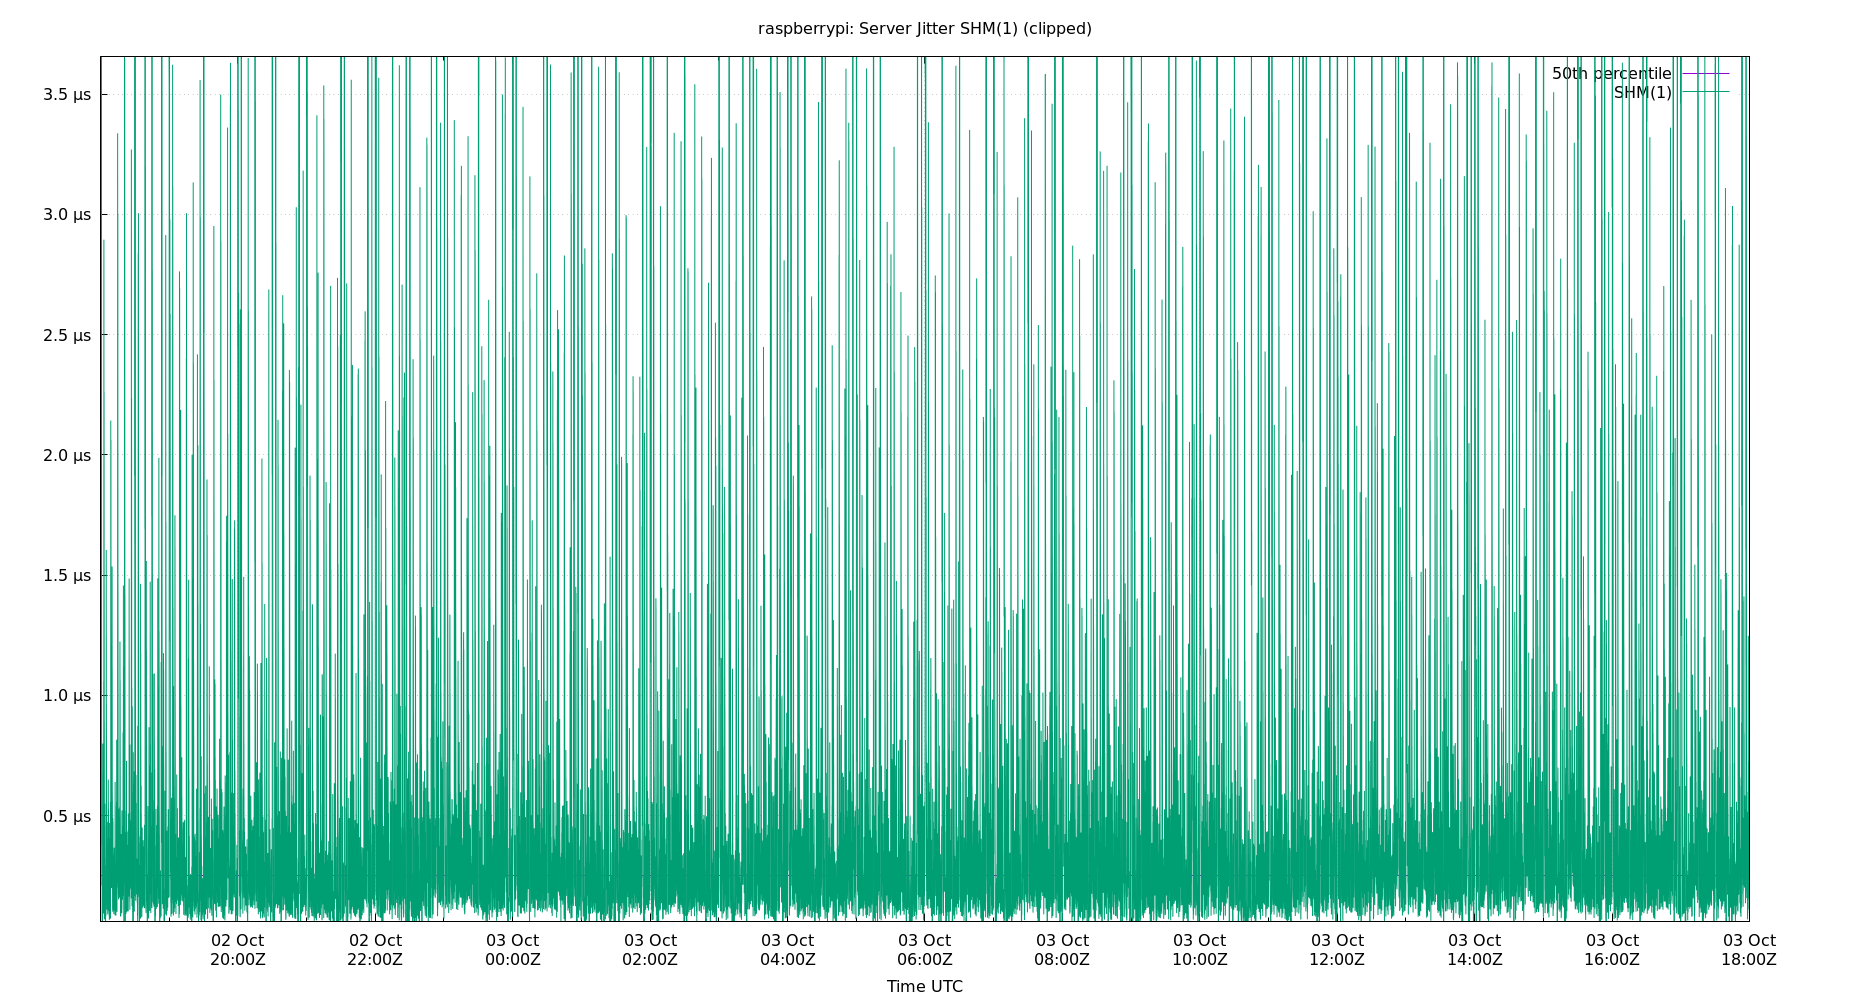 raspberrypi: Server Jitter SHM(1) (clipped)
50th percentile
SHM(1)
3.5 µs
3.0 µs
2.5 µs
2.0 µs
1.5 µs
1.0 µs
0.5 µs
02 Oct 02 Oct 03 Oct 03 Oct 03 Oct 03 Oct 03 Oct 03 Oct 03 Oct 03 Oct 03 Oct 03 Oct
20:00Z 22:00Z 00:00Z 02:00Z 04:00Z 06:00Z 08:00Z 10:00Z 12:00Z 14:00Z 16:00Z 18:00Z
Time UTC